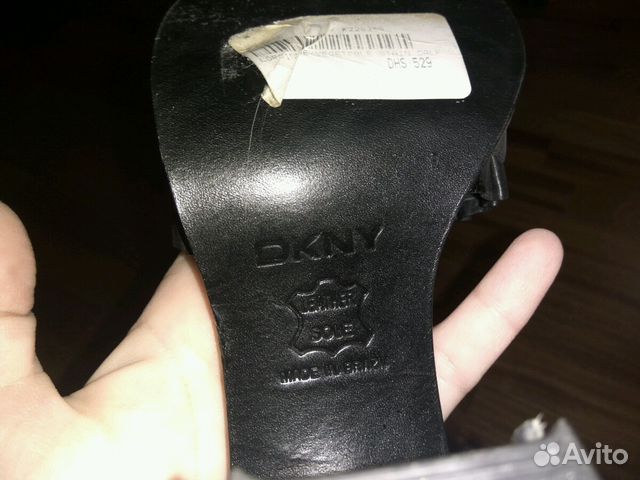 DHS 529
DKNY
LEATHER
SOLE
MADE IN BRAZIL
Avito